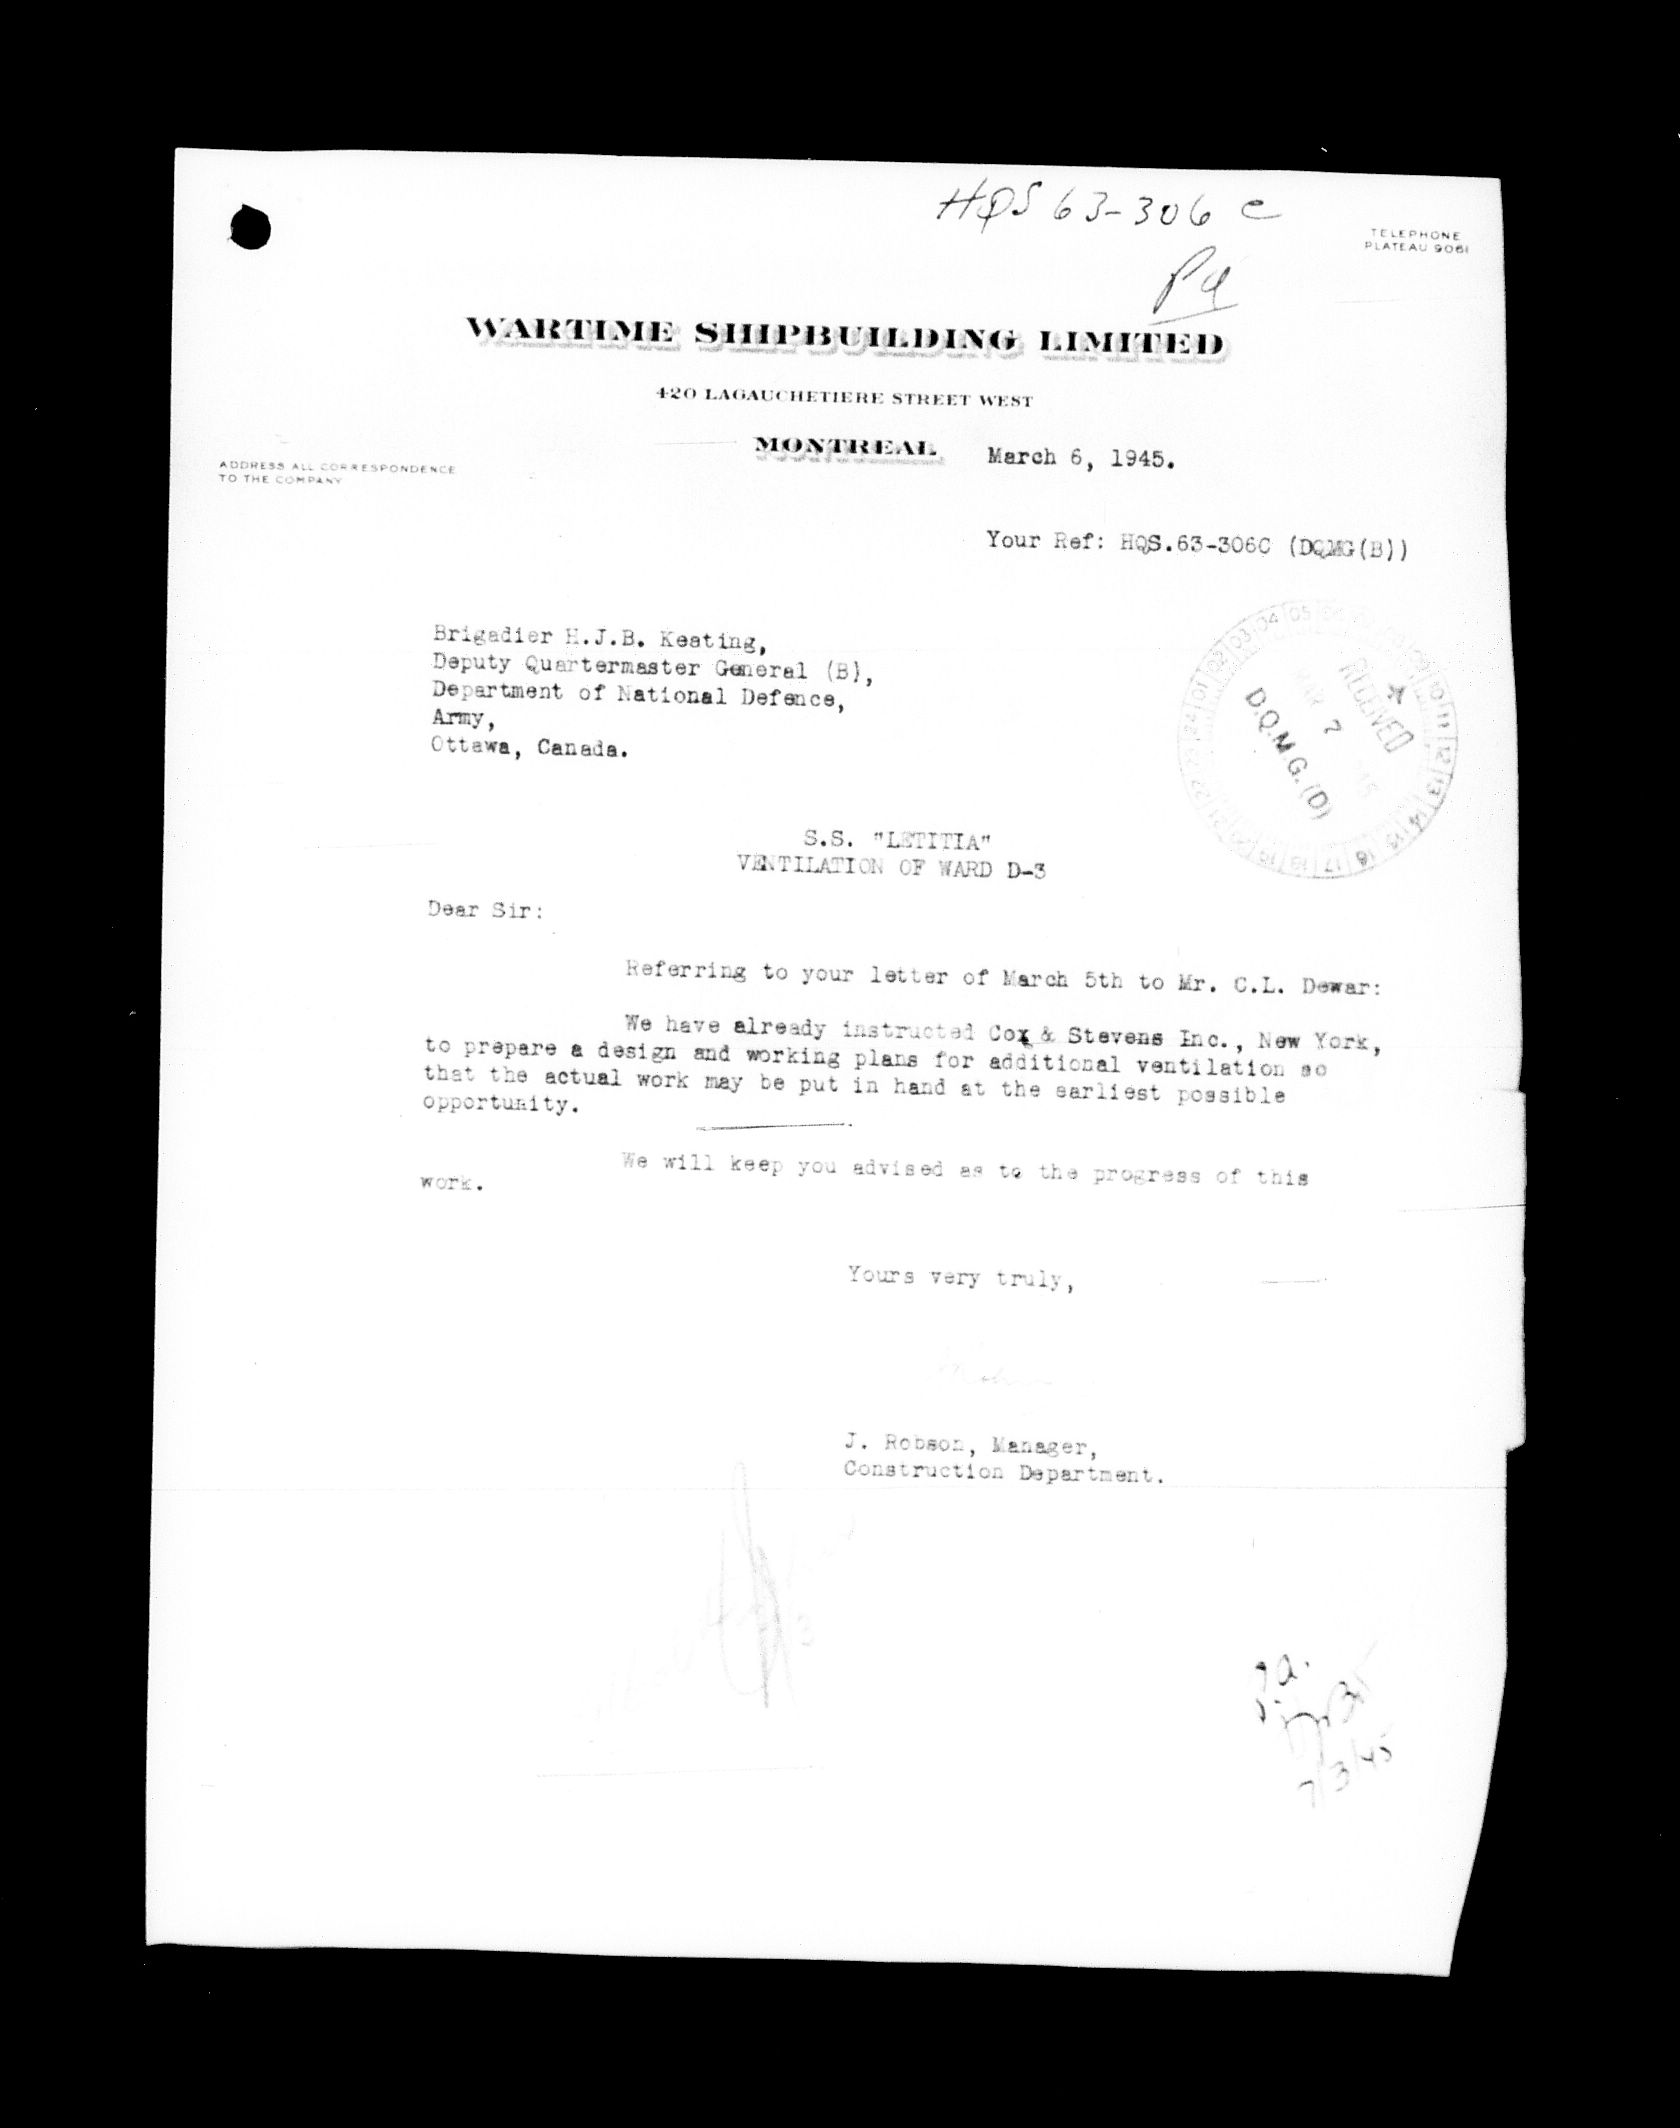 HQS 63-306 C
TELEPHONE
PLATEAU 9061
Pa
WARTIME SHIPBUILDING LIMITED
420 LAGAUCHETIERE STREET WEST
MONTREAL
March 6, 1945.
ADDRESS ALL CORRESPONDENCE
TO THE COMPANY
Your Ref: HQS.63-306C (DQMG(B))
Brigadier H.J.B. Keating,
Deputy Quartermaster General (B),
Department of National Defence,
Army,
Ottawa, Canada.
RECEIVED
MAR 7
D.Q.M.G.(D)
S.S. "LETITIA"
VENTILATION OF WARD D-3
Dear Sir:
Referring to your letter of March 5th to Mr. C.L. Dewar:
We have already instructed Cox & Stevens Inc., New York,
to prepare a design and working plans for additional ventilation so
that the actual work may be put in hand at the earliest possible
opportunity.
We will keep you advised as to the progress of this
work.
Yours very truly,
J. Robson, Manager,
Construction Department.
7/3/45